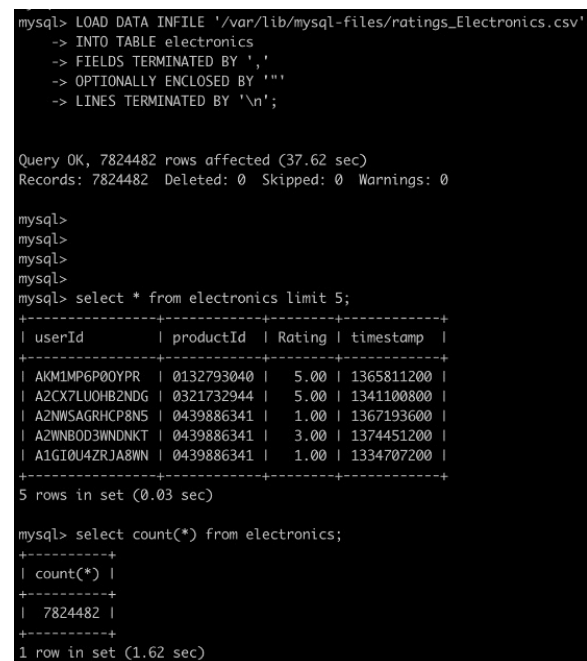 mysql> LOAD DATA INFILE '/var/lib/mysql-files/ratings_Electronics.csv'
    -> INTO TABLE electronics
    -> FIELDS TERMINATED BY ','
    -> OPTIONALLY ENCLOSED BY '"'
    -> LINES TERMINATED BY '\n';
Query OK, 7824482 rows affected (37.62 sec)
Records: 7824482  Deleted: 0  Skipped: 0  Warnings: 0
mysql>
mysql>
mysql>
mysql>
mysql> select * from electronics limit 5;
+----------------+------------+--------+------------+
| userId         | productId  | Rating | timestamp  |
+----------------+------------+--------+------------+
| AKM1MP6P0OYPR  | 0132793040 |   5.00 | 1365811200 |
| A2CX7LUOHB2NDG | 0321732944 |   5.00 | 1341100800 |
| A2NWSAGRHCP8N5 | 0439886341 |   1.00 | 1367193600 |
| A2WNBOD3WNDNKT | 0439886341 |   3.00 | 1374451200 |
| A1GI0U4ZRJA8WN | 0439886341 |   1.00 | 1334707200 |
+----------------+------------+--------+------------+
5 rows in set (0.03 sec)
mysql> select count(*) from electronics;
+----------+
| count(*) |
+----------+
|  7824482 |
+----------+
1 row in set (1.62 sec)